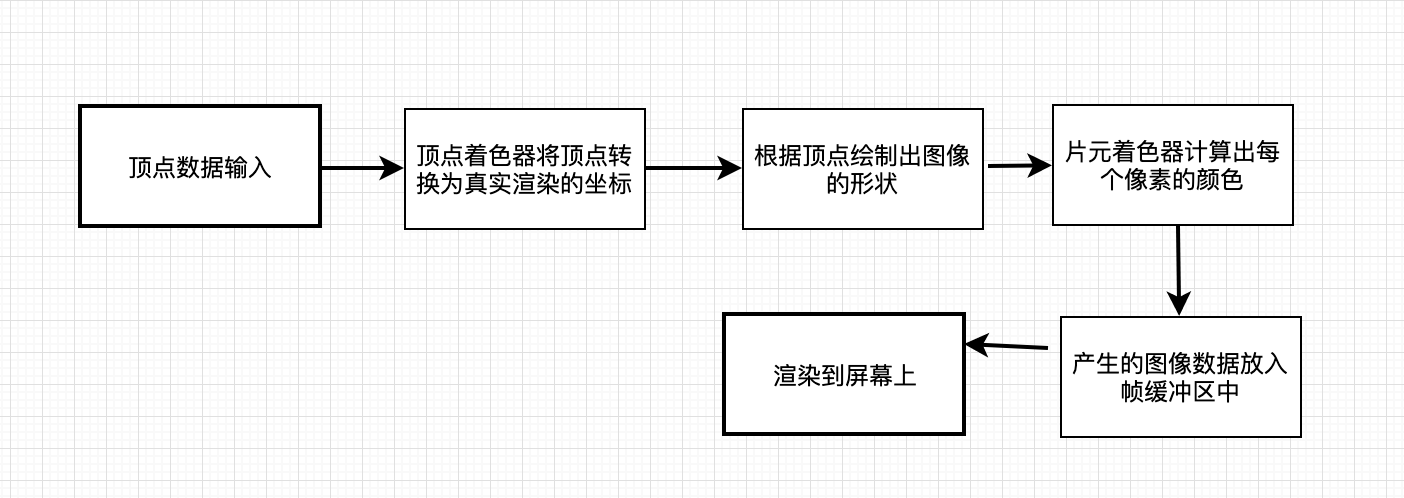 顶点数据输入
顶点着色器将顶点转
换为真实渲染的坐标
根据顶点绘制出图像
的形状
片元着色器计算出每
个像素的颜色
产生的图像数据放入
帧缓冲区中
渲染到屏幕上